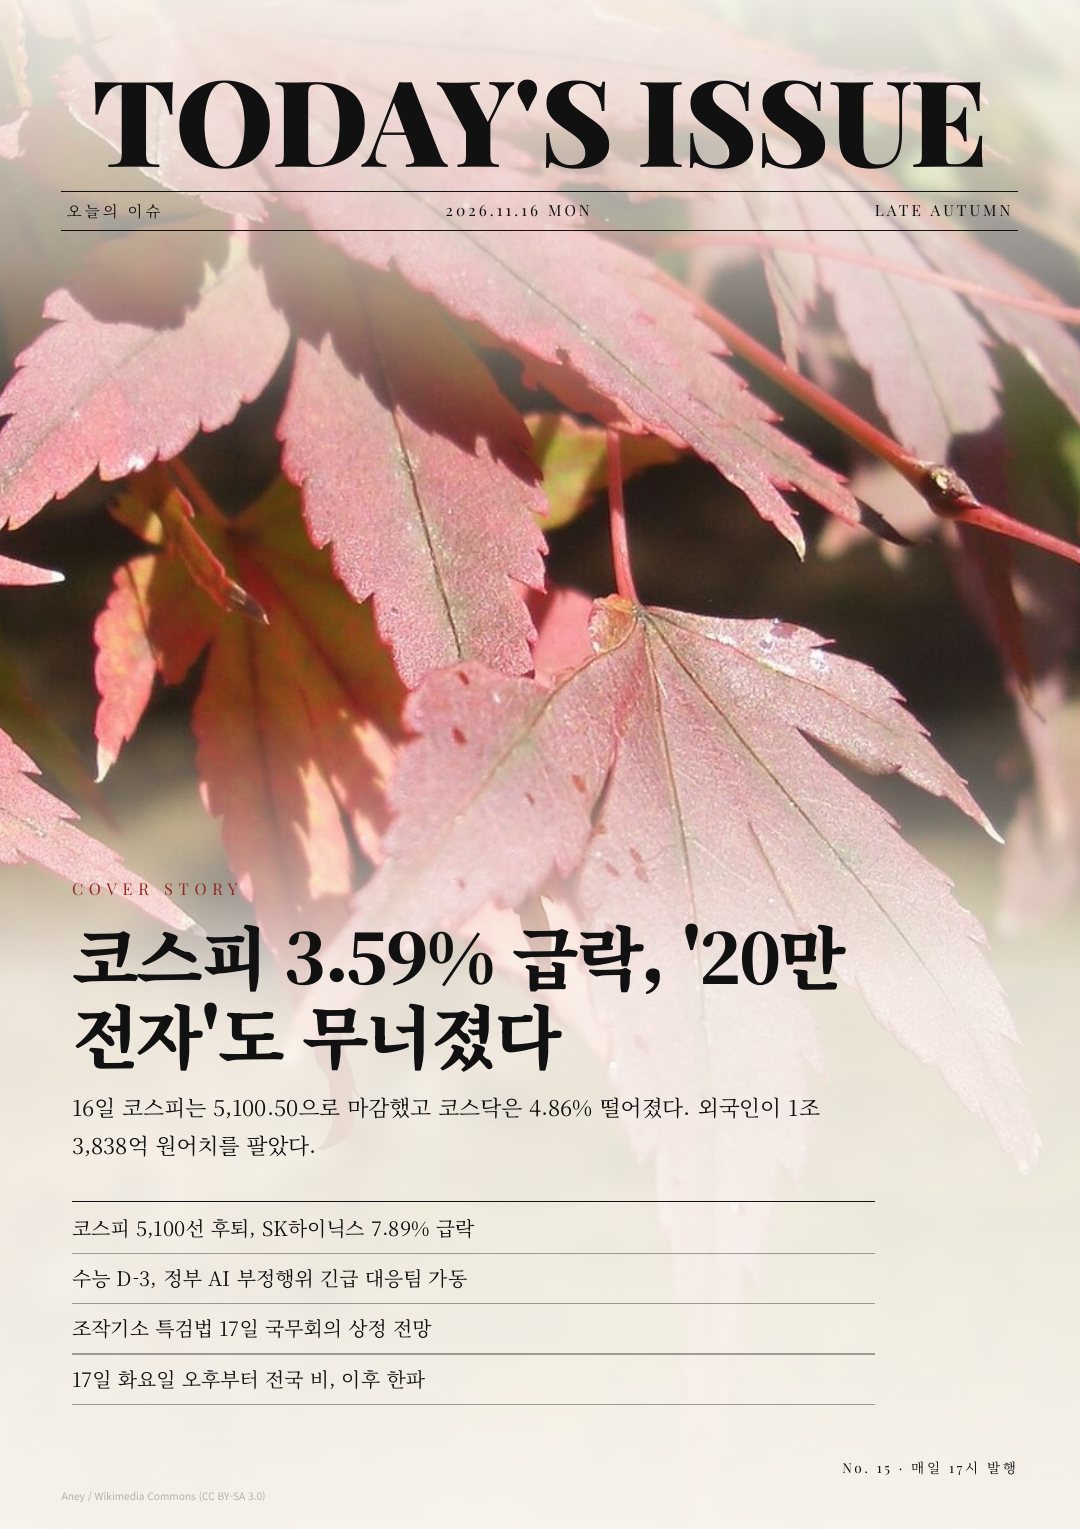 TODAY'S ISSUE
오늘의 이슈
2026.11.16 MON
LATE AUTUMN
COVER STORY
코스피 3.59% 급락, '20만
전자'도 무너졌다
16일 코스피는 5,100.50으로 마감했고 코스닥은 4.86% 떨어졌다. 외국인이 1조
3,838억 원어치를 팔았다.
코스피 5,100선 후퇴, SK하이닉스 7.89% 급락
수능 D-3, 정부 AI 부정행위 긴급 대응팀 가동
조작기소 특검법 17일 국무회의 상정 전망
17일 화요일 오후부터 전국 비, 이후 한파
No. 15 · 매일 17시 발행
Aney / Wikimedia Commons (CC BY-SA 3.0)